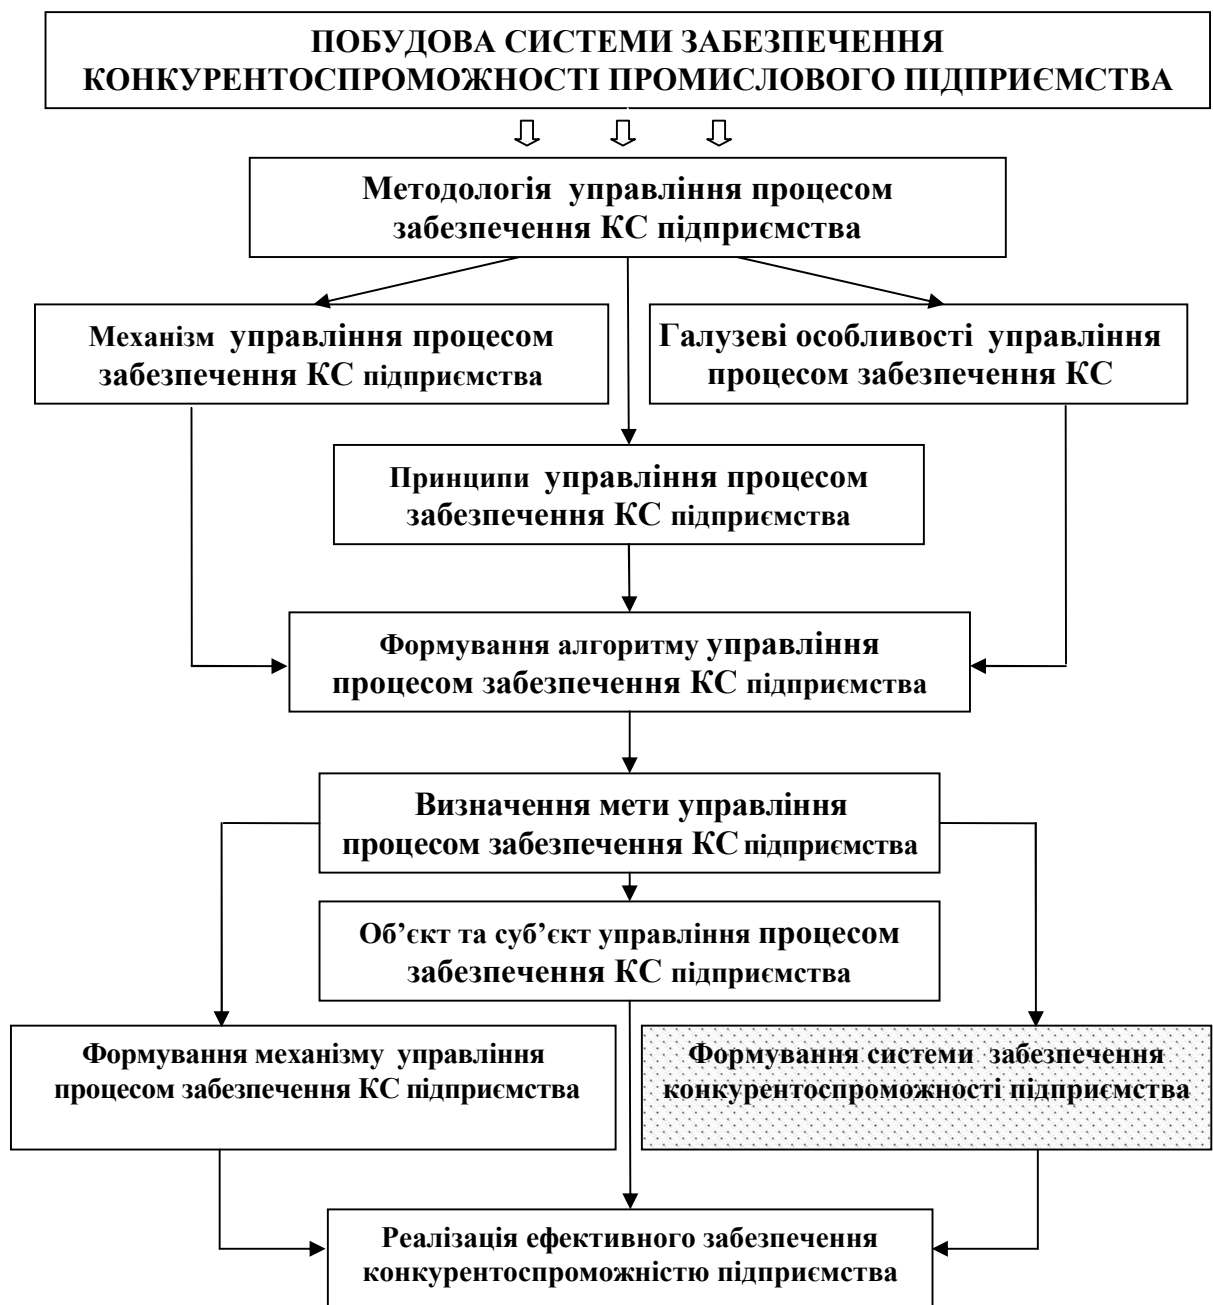 ПОБУДОВА СИСТЕМИ ЗАБЕЗПЕЧЕННЯ
КОНКУРЕНТОСПРОМОЖНОСТІ ПРОМИСЛОВОГО ПІДПРИЄМСТВА
Методологія управління процесом
забезпечення КС підприємства
Механізм управління процесом
забезпечення КС підприємства
Галузеві особливості управління
процесом забезпечення КС
Принципи управління процесом
забезпечення КС підприємства
Формування алгоритму управління
процесом забезпечення КС підприємства
Визначення мети управління
процесом забезпечення КС підприємства
Об’єкт та суб’єкт управління процесом
забезпечення КС підприємства
Формування механізму управління
процесом забезпечення КС підприємства
Формування системи забезпечення
конкурентоспроможності підприємства
Реалізація ефективного забезпечення
конкурентоспроможністю підприємства